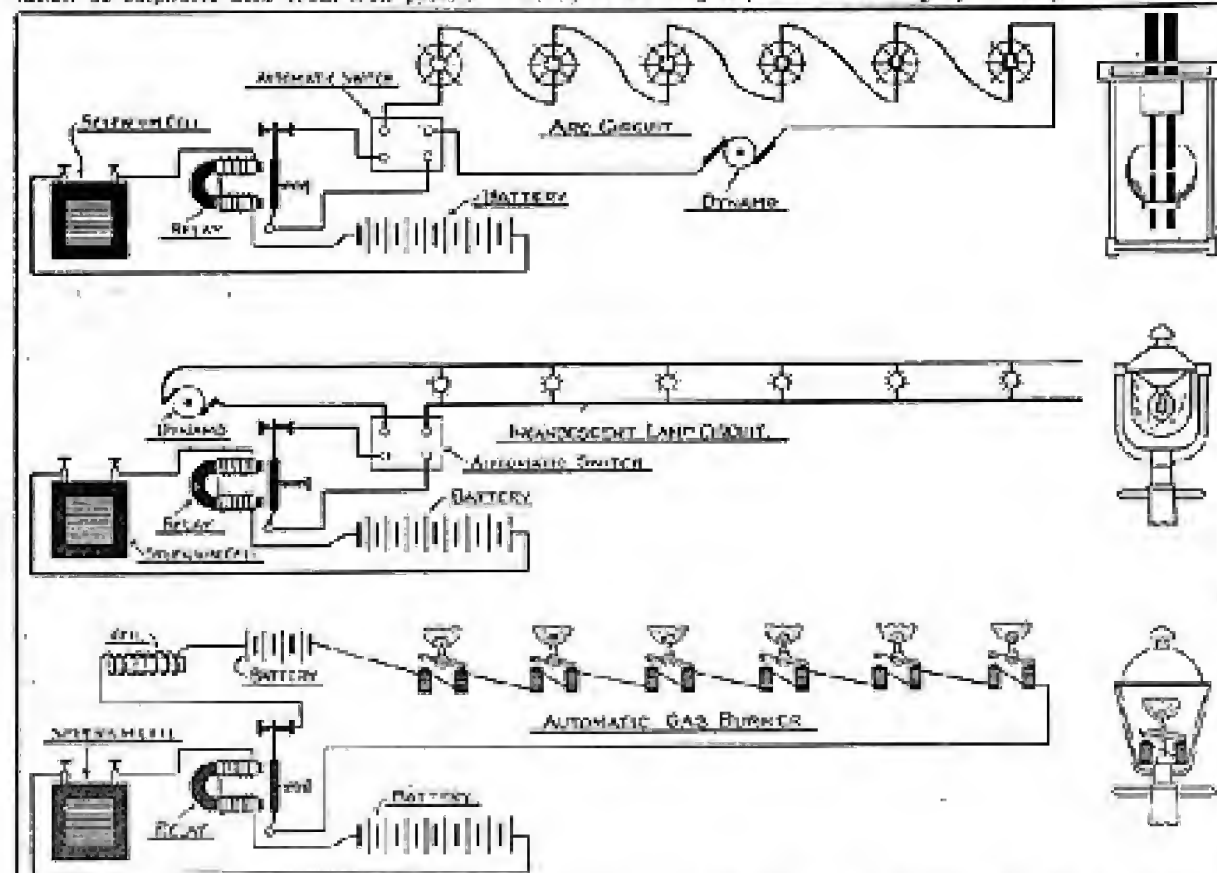 AUTOMATIC SWITCH
SELENIUM CELL
ARC CIRCUIT
RELAY
BATTERY
DYNAMO
DYNAMO
INCANDESCENT LAMP CIRCUIT.
AUTOMATIC SWITCH
BATTERY
RELAY
SELENIUM CELL
BATTERY
AUTOMATIC GAS BURNER
SELENIUM CELL
BATTERY
RELAY